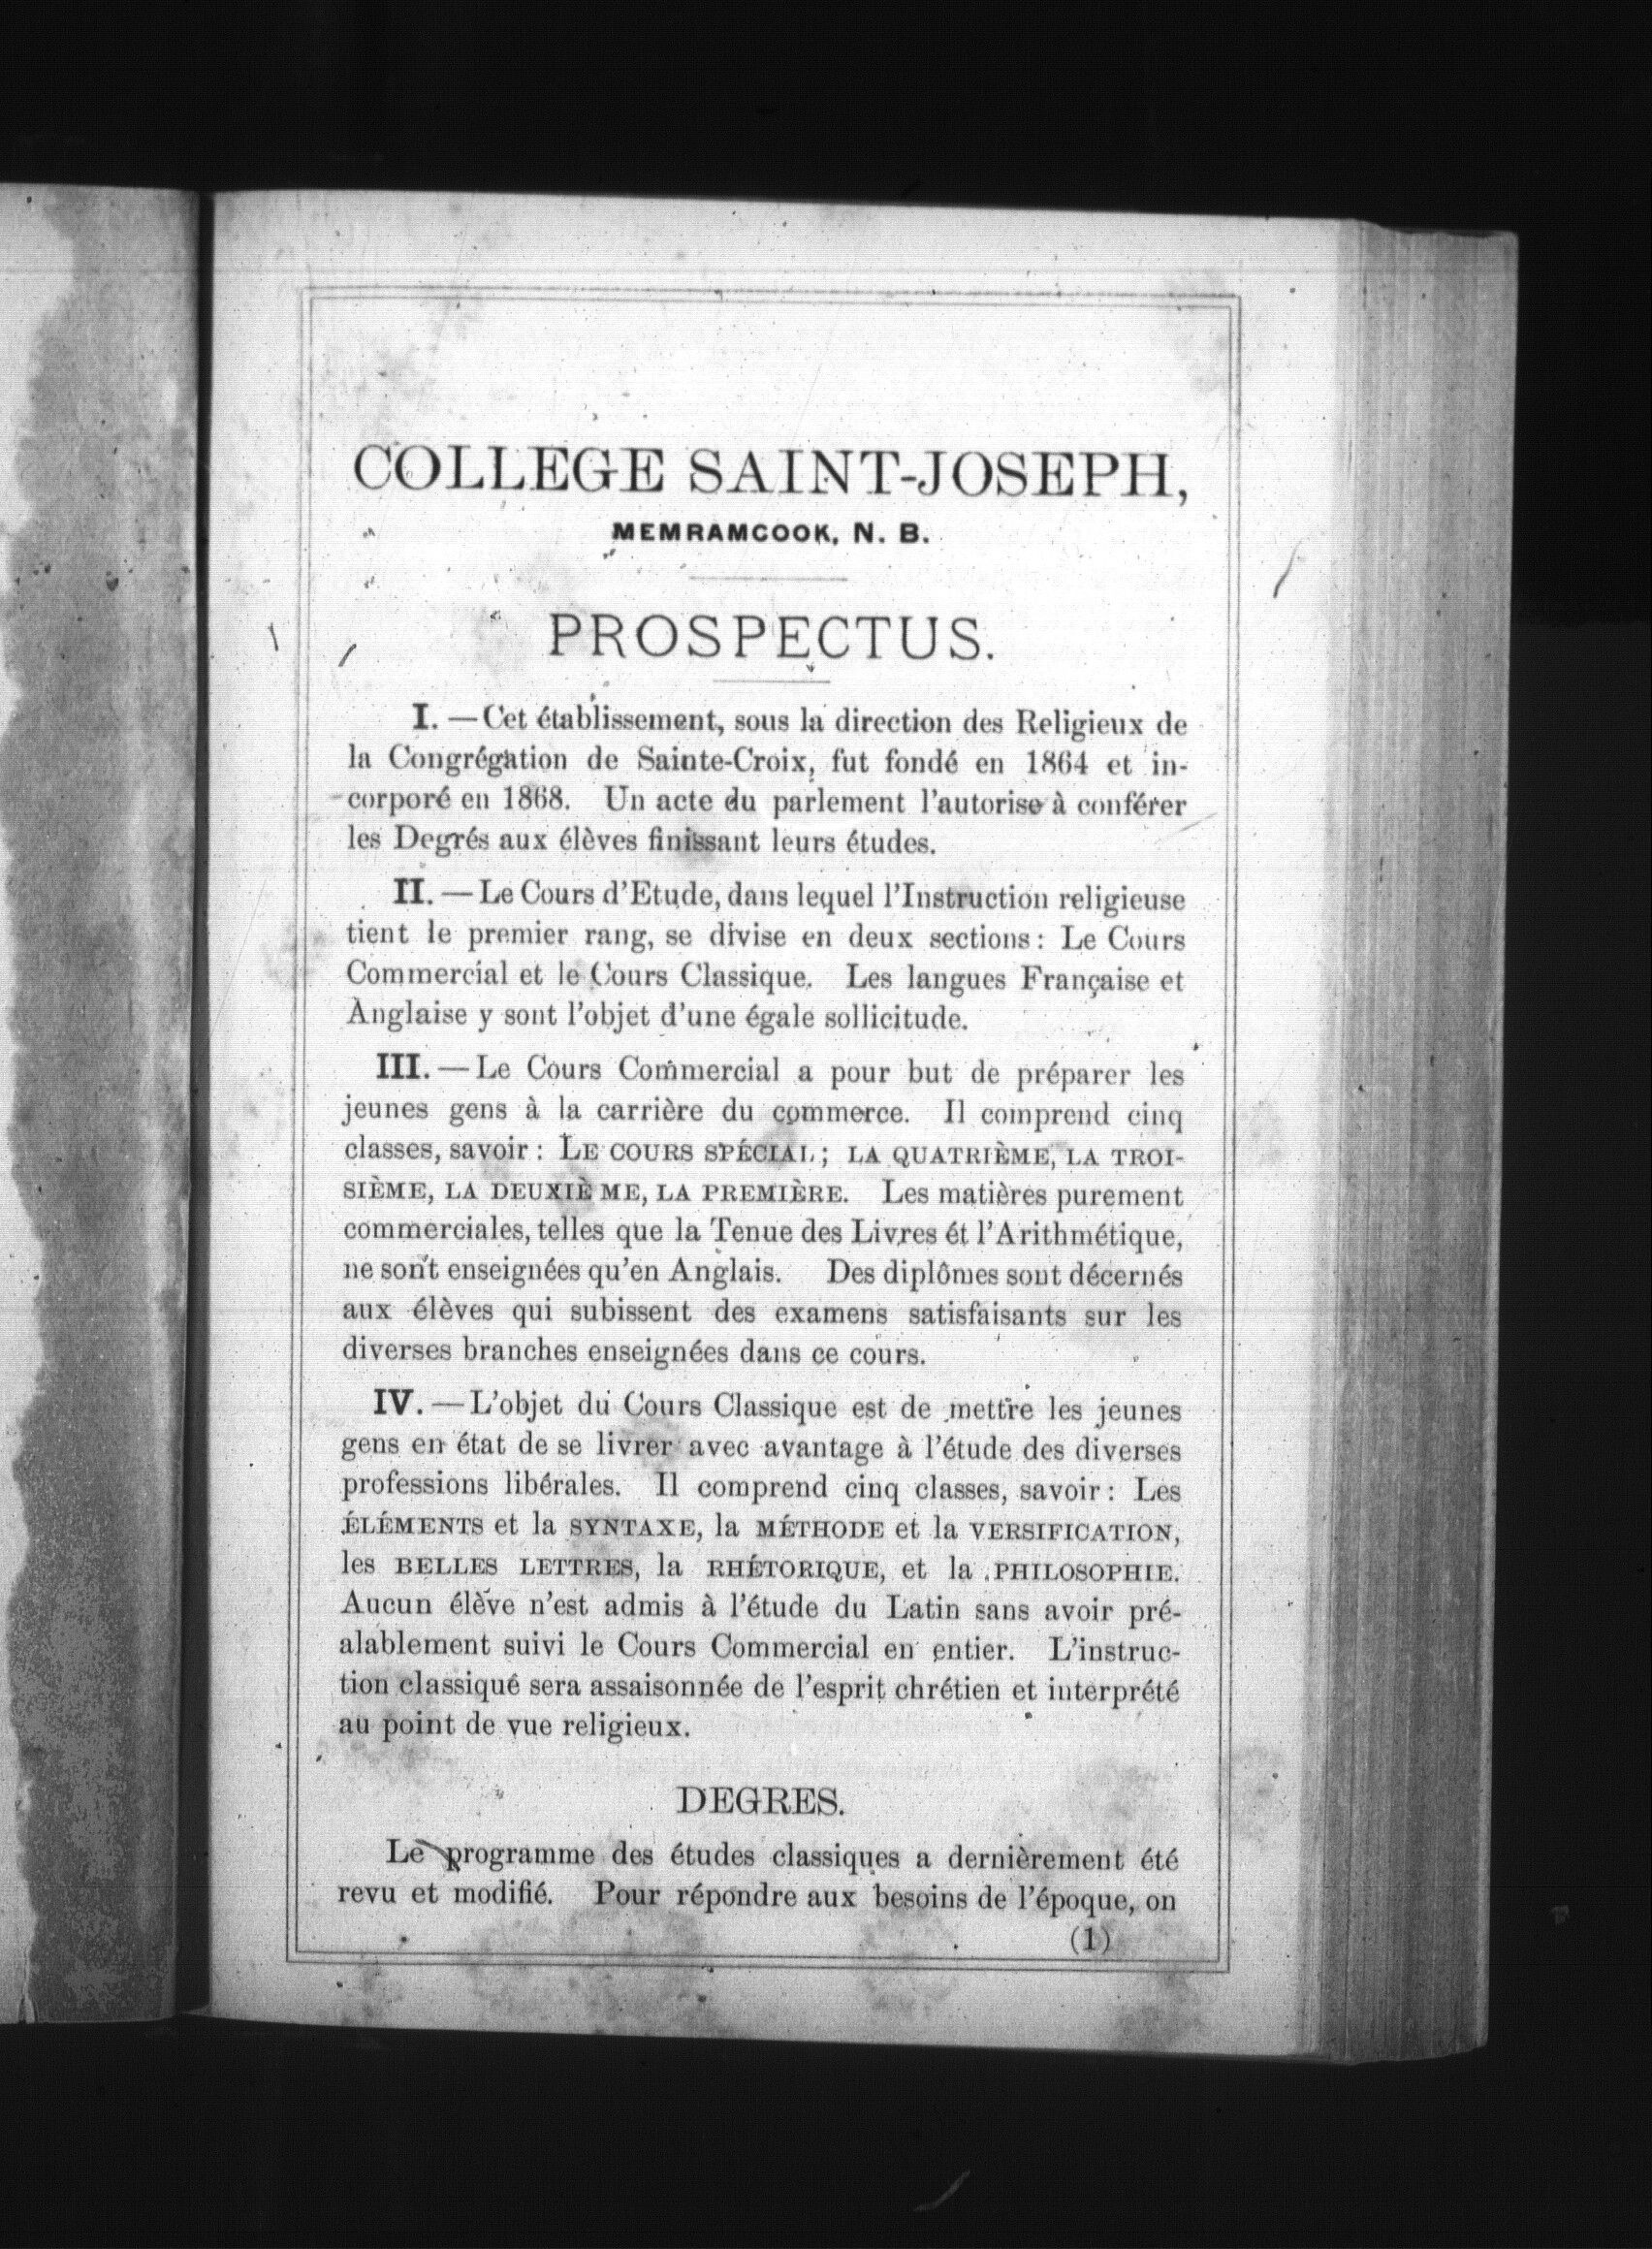 COLLEGE SAINT-JOSEPH,
MEMRAMCOOK, N. B.
PROSPECTUS.
I. — Cet établissement, sous la direction des Religieux de
la Congrégation de Sainte-Croix, fut fondé en 1864 et in-
corporé en 1868. Un acte du parlement l'autorise à conférer
les Degrés aux élèves finissant leurs études.
II. — Le Cours d'Etude, dans lequel l'Instruction religieuse
tient le premier rang, se divise en deux sections : Le Cours
Commercial et le Cours Classique. Les langues Française et
Anglaise y sont l'objet d'une égale sollicitude.
III. — Le Cours Commercial a pour but de préparer les
jeunes gens à la carrière du commerce. Il comprend cinq
classes, savoir : LE COURS SPÉCIAL ; LA QUATRIÈME, LA TROI-
SIÈME, LA DEUXIÈME, LA PREMIÈRE. Les matières purement
commerciales, telles que la Tenue des Livres et l'Arithmétique,
ne sont enseignées qu'en Anglais. Des diplômes sont décernés
aux élèves qui subissent des examens satisfaisants sur les
diverses branches enseignées dans ce cours.
IV. — L'objet du Cours Classique est de mettre les jeunes
gens en état de se livrer avec avantage à l'étude des diverses
professions libérales. Il comprend cinq classes, savoir : Les
ÉLÉMENTS et la SYNTAXE, la MÉTHODE et la VERSIFICATION,
les BELLES LETTRES, la RHÉTORIQUE, et la PHILOSOPHIE.
Aucun élève n'est admis à l'étude du Latin sans avoir pré-
alablement suivi le Cours Commercial en entier. L'instruc-
tion classique sera assaisonnée de l'esprit chrétien et interprété
au point de vue religieux.
DEGRES.
Le programme des études classiques a dernièrement été
revu et modifié. Pour répondre aux besoins de l'époque, on
(1)